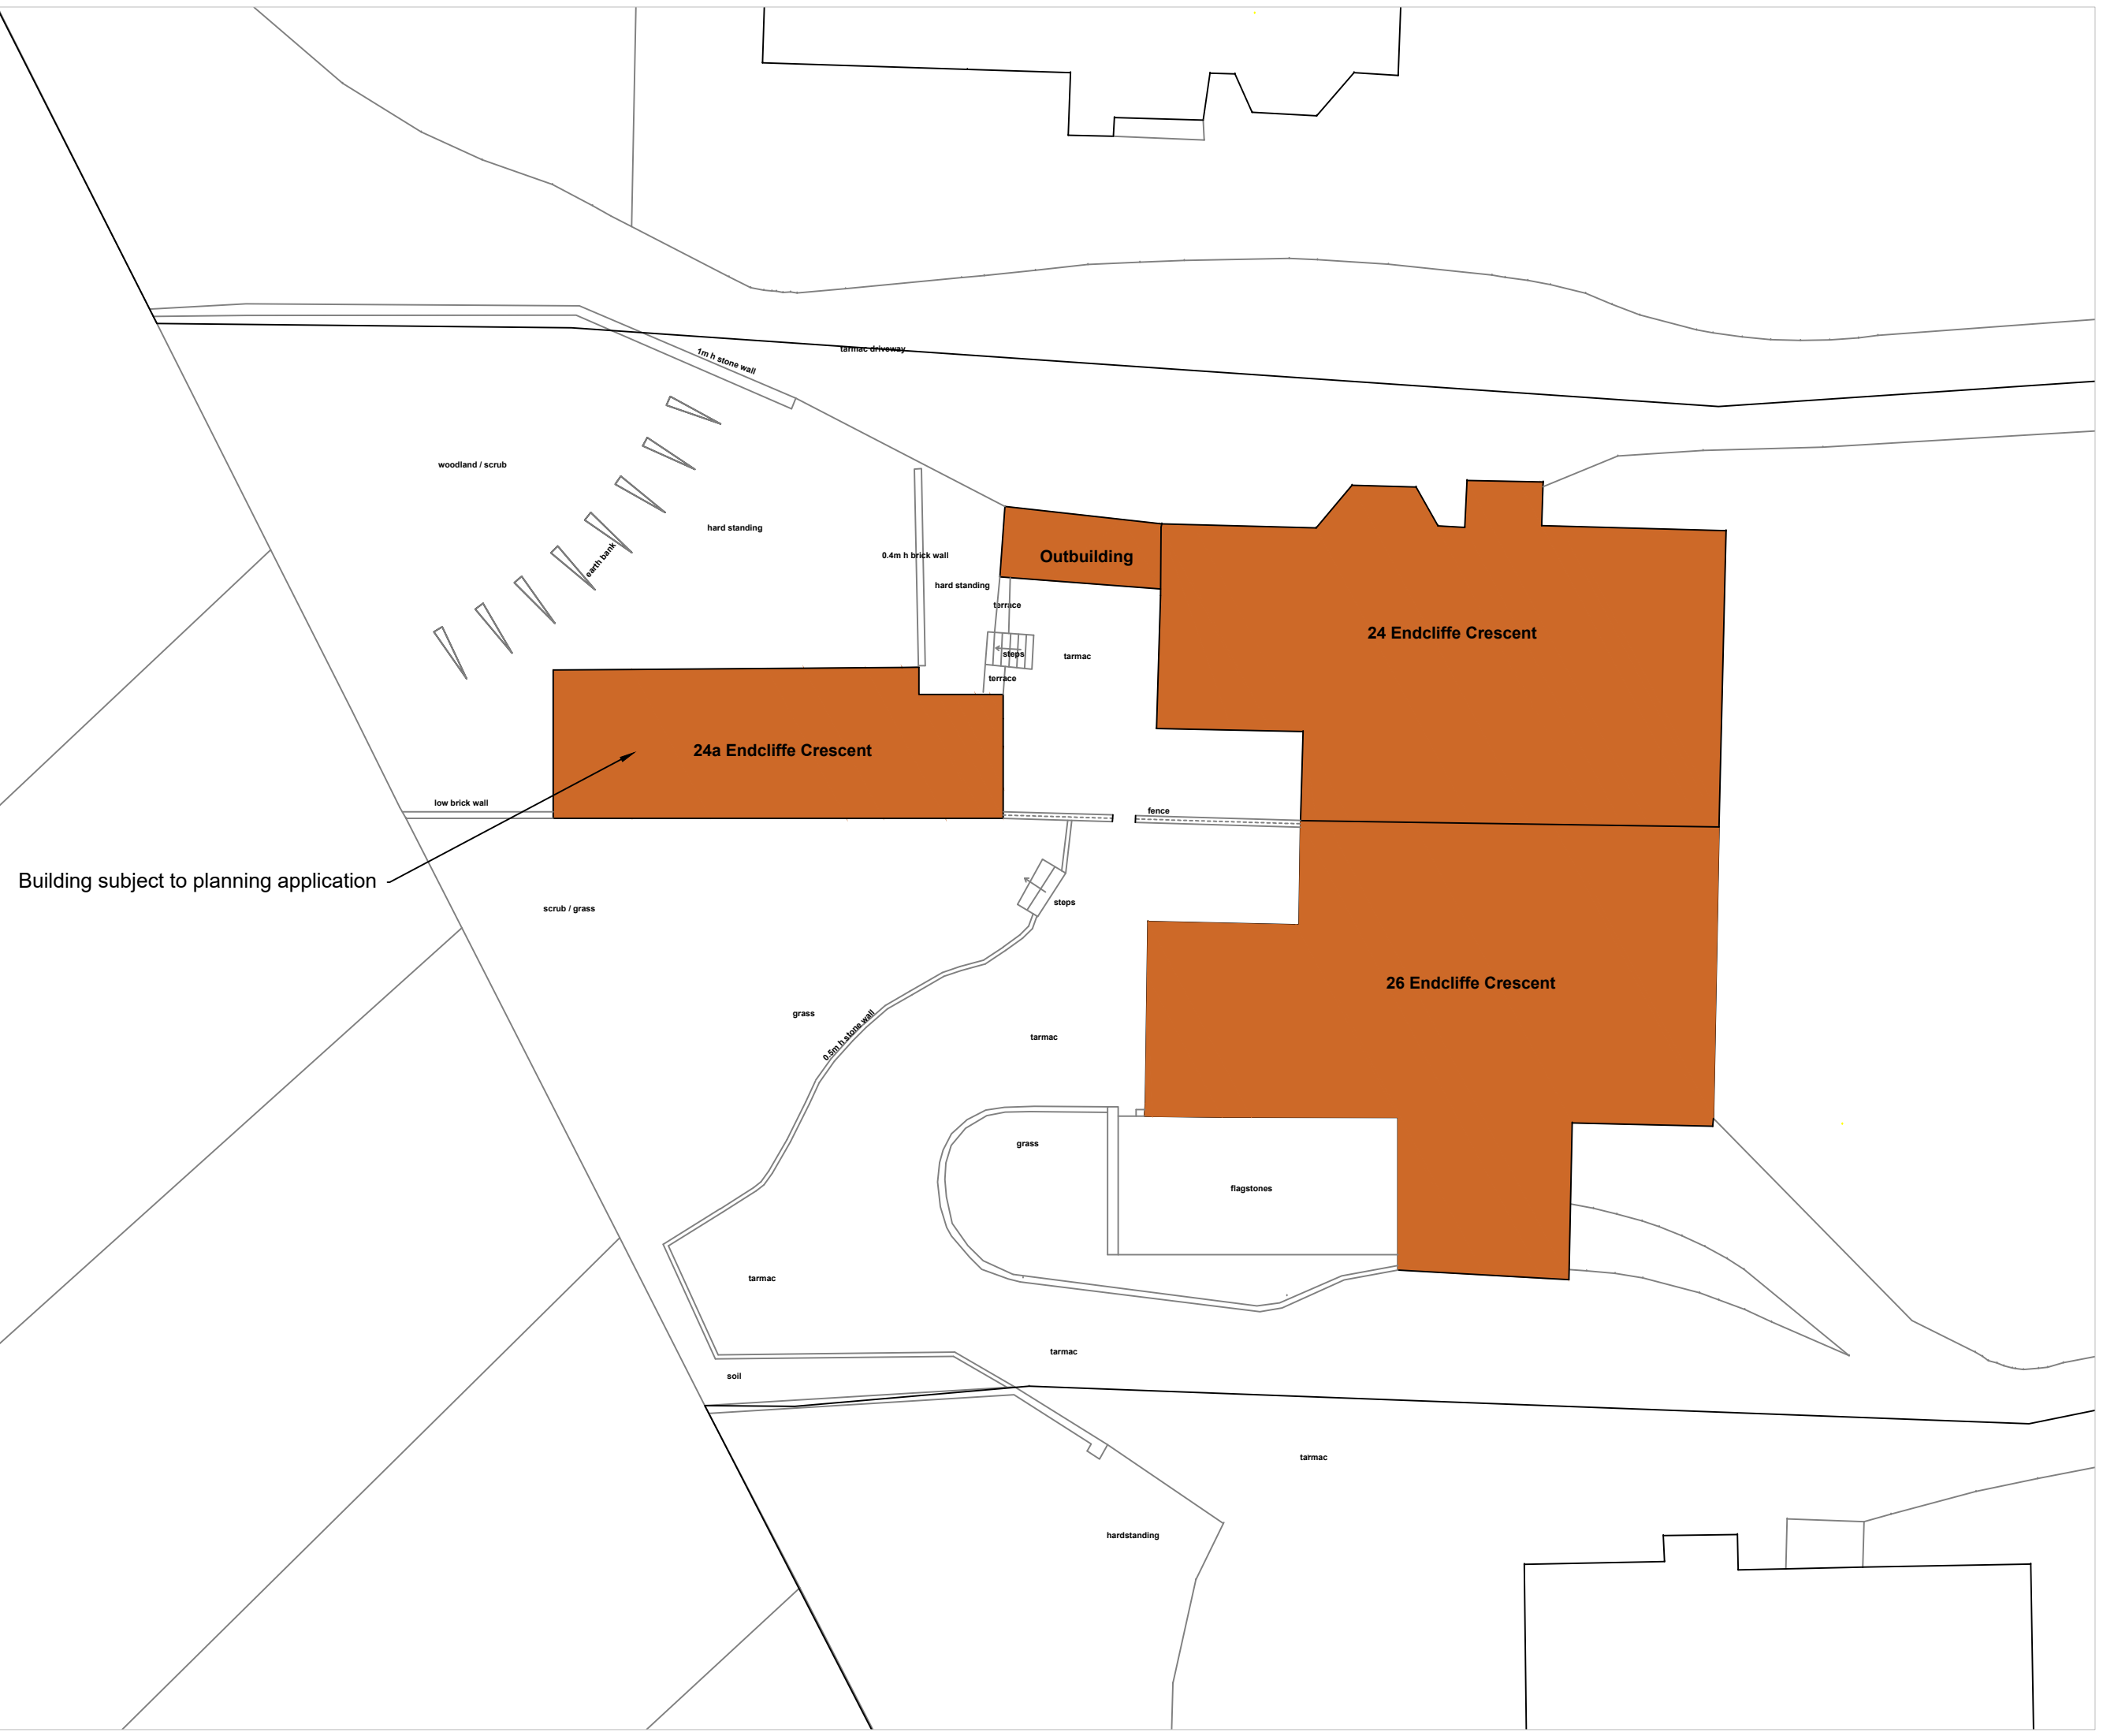 tarmac driveway
1m h stone wall
woodland / scrub
hard standing
earth bank
0.4m h brick wall
Outbuilding
hard standing
terrace
steps
tarmac
terrace
24 Endcliffe Crescent
24a Endcliffe Crescent
low brick wall
fence
Building subject to planning application
scrub / grass
steps
26 Endcliffe Crescent
grass
0.5m h stone wall
tarmac
grass
flagstones
tarmac
tarmac
soil
tarmac
hardstanding